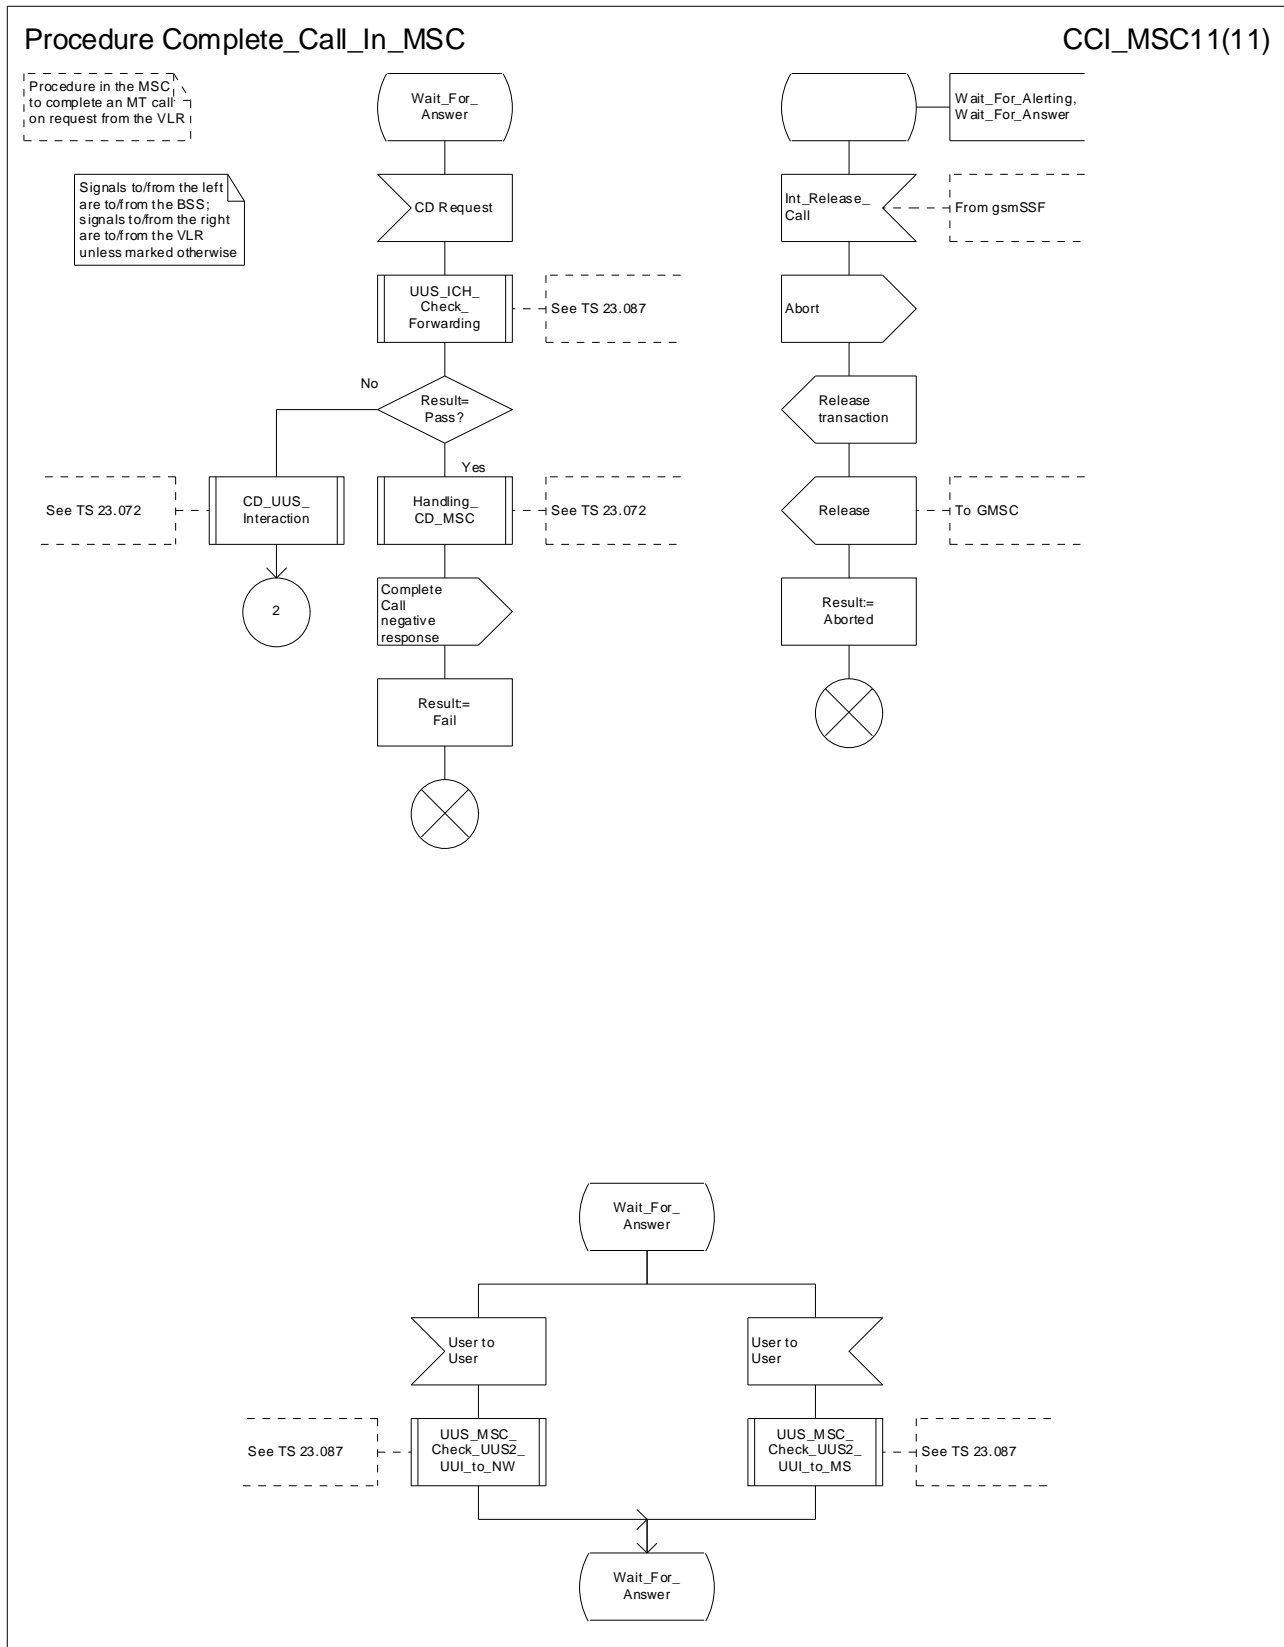 Procedure Complete_Call_In_MSC
CCI_MSC11(11)
Procedure in the MSC
to complete an MT call
on request from the VLR
Signals to/from the left
are to/from the BSS;
signals to/from the right
are to/from the VLR
unless marked otherwise
Wait_For_
Answer
CD Request
UUS_ICH_
Check_
Forwarding
See TS 23.087
Result=
Pass?
No
Yes
See TS 23.072
CD_UUS_
Interaction
2
Handling_
CD_MSC
See TS 23.072
Complete
Call
negative
response
Result:=
Fail
Wait_For_Alerting,
Wait_For_Answer
Int_Release_
Call
From gsmSSF
Abort
Release
transaction
Release
To GMSC
Result:=
Aborted
Wait_For_
Answer
User to
User
User to
User
See TS 23.087
UUS_MSC_
Check_UUS2_
UUI_to_NW
UUS_MSC_
Check_UUS2_
UUI_to_MS
See TS 23.087
Wait_For_
Answer